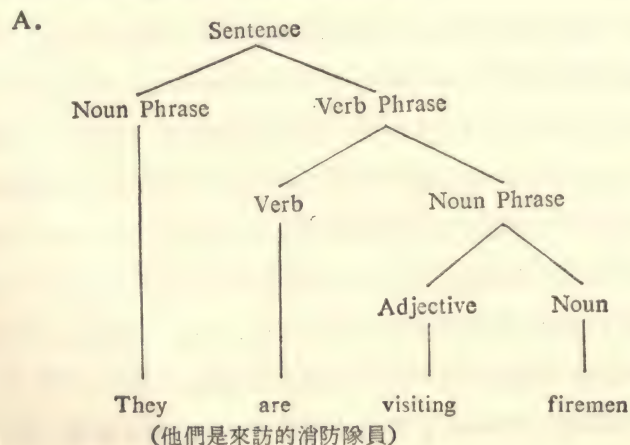 A.
Sentence
Noun Phrase Verb Phrase
Verb Noun Phrase
Adjective Noun
They are visiting firemen
(他們是來訪的消防隊員)